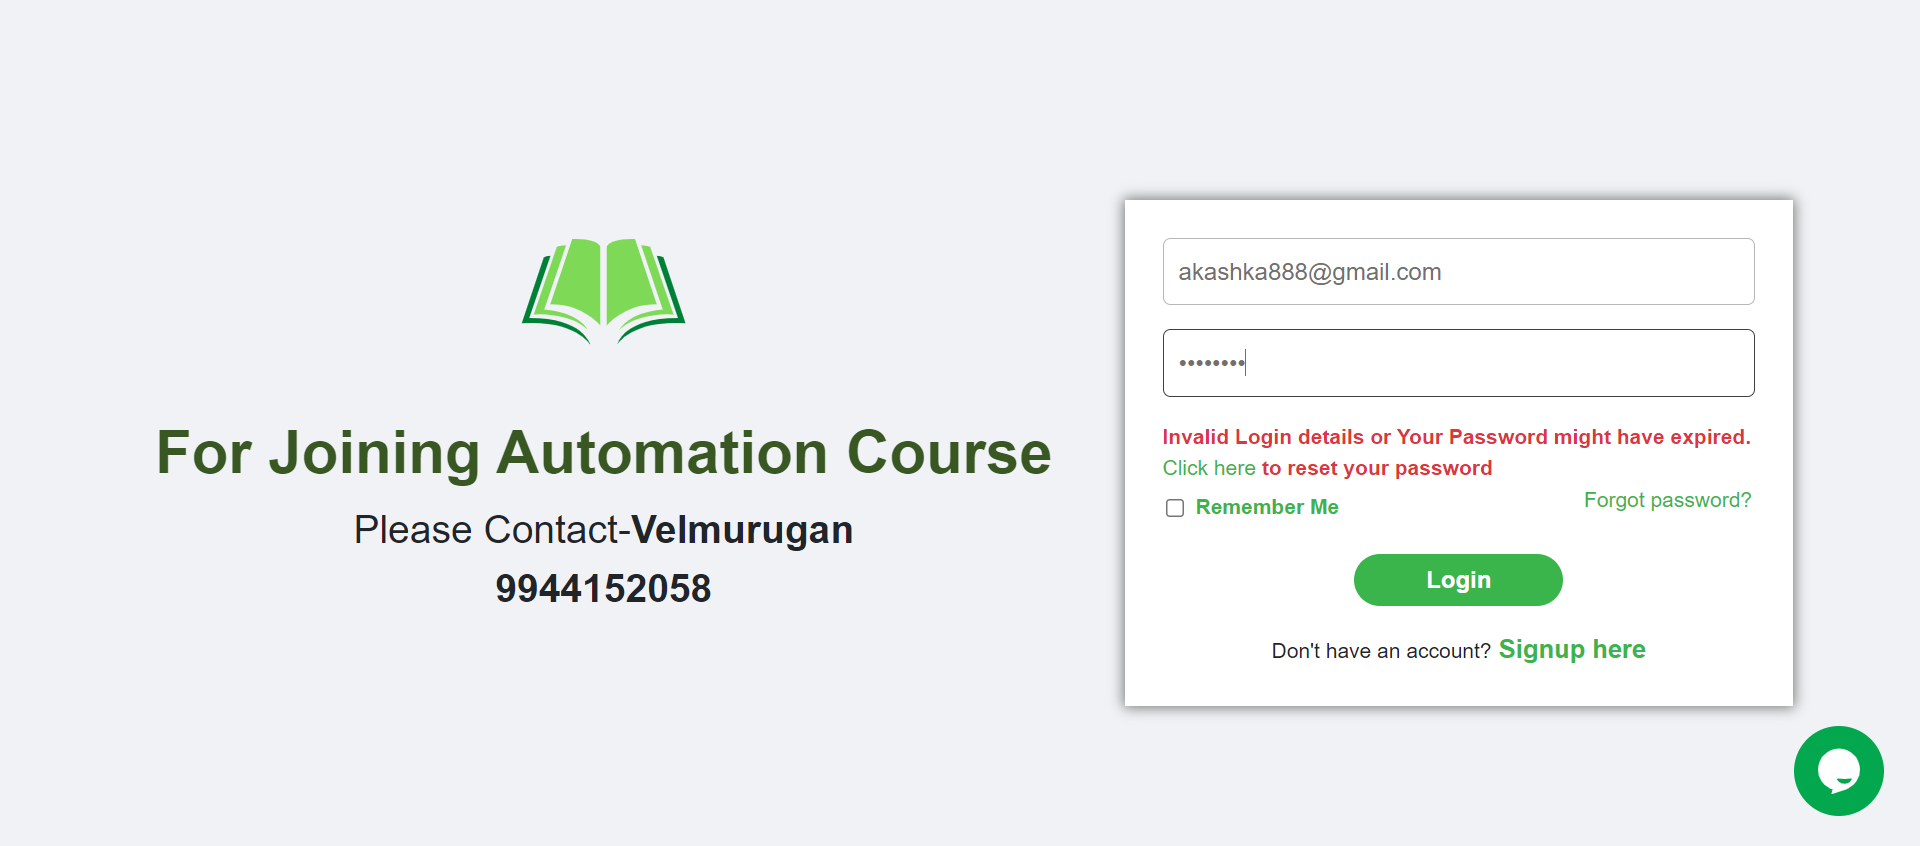 For Joining Automation Course
Please Contact-Velmurugan
9944152058
akashka888@gmail.com
••••••••
Invalid Login details or Your Password might have expired.
Click here to reset your password
Remember Me
Forgot password?
Login
Don't have an account? Signup here